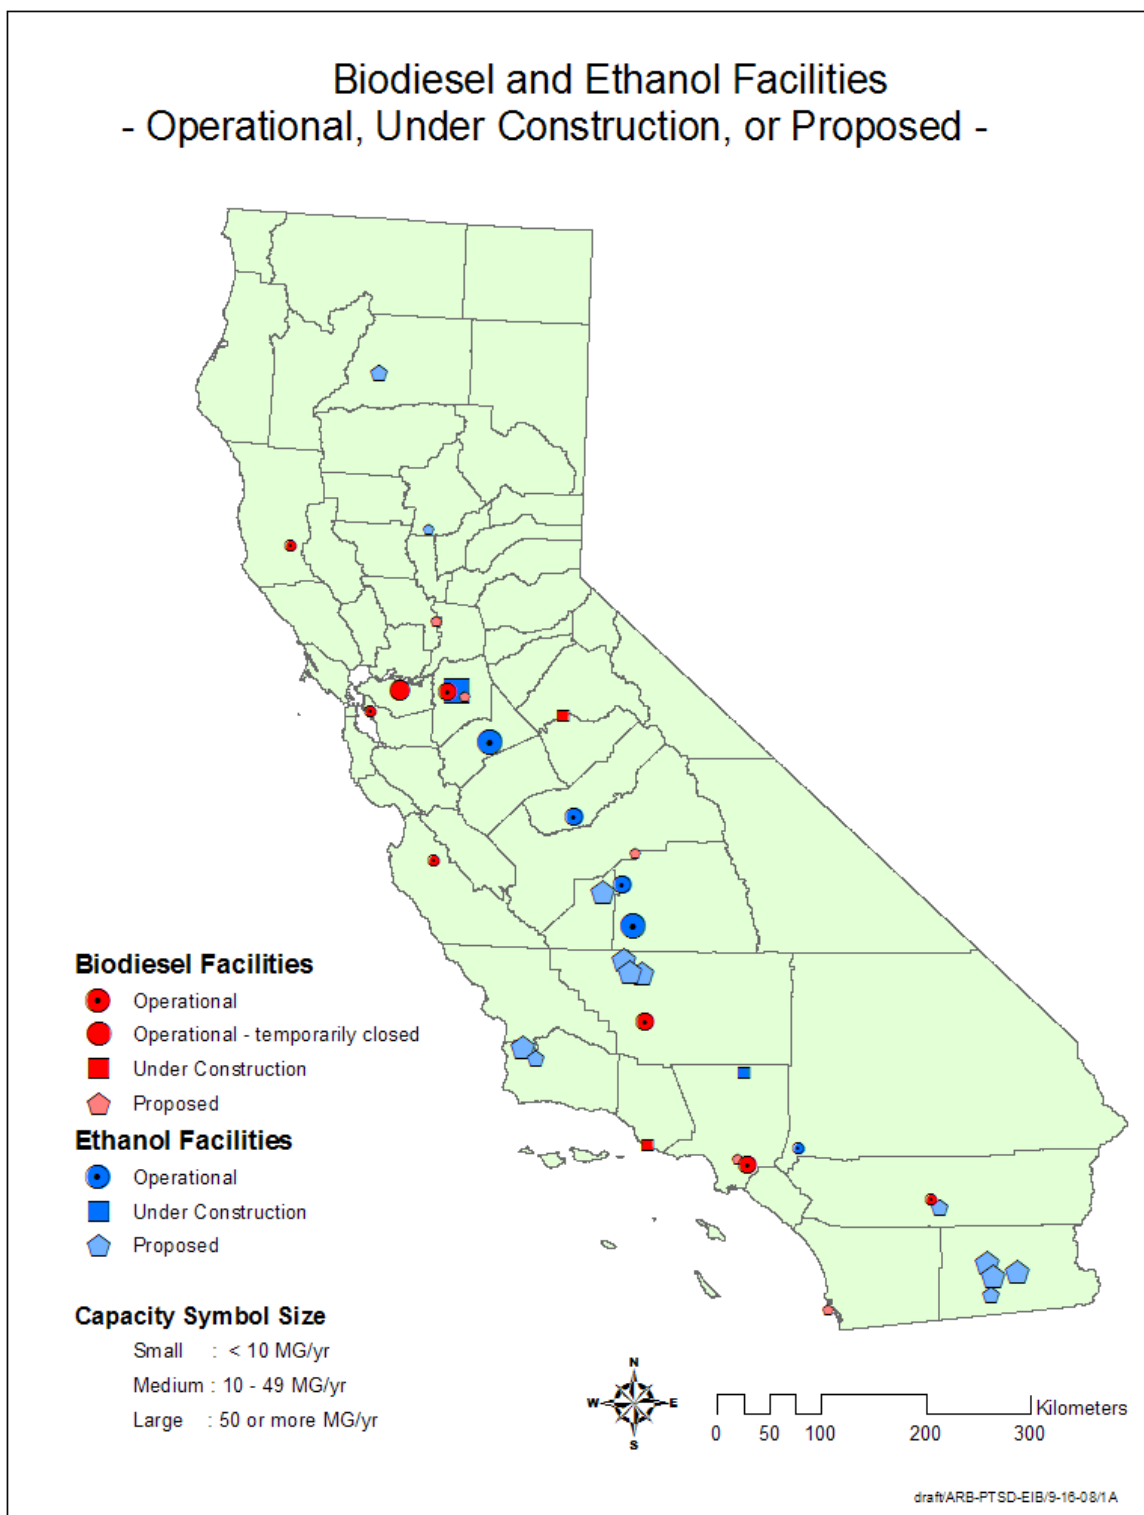 Biodiesel and Ethanol Facilities
- Operational, Under Construction, or Proposed -
Biodiesel Facilities
Operational
Operational - temporarily closed
Under Construction
Proposed
Ethanol Facilities
Operational
Under Construction
Proposed
Capacity Symbol Size
Small : < 10 MG/yr
Medium : 10 - 49 MG/yr
Large : 50 or more MG/yr
N
W E
S
Kilometers
0 50 100 200 300
draft/ARB-PTSD-EIB/9-16-08/1A